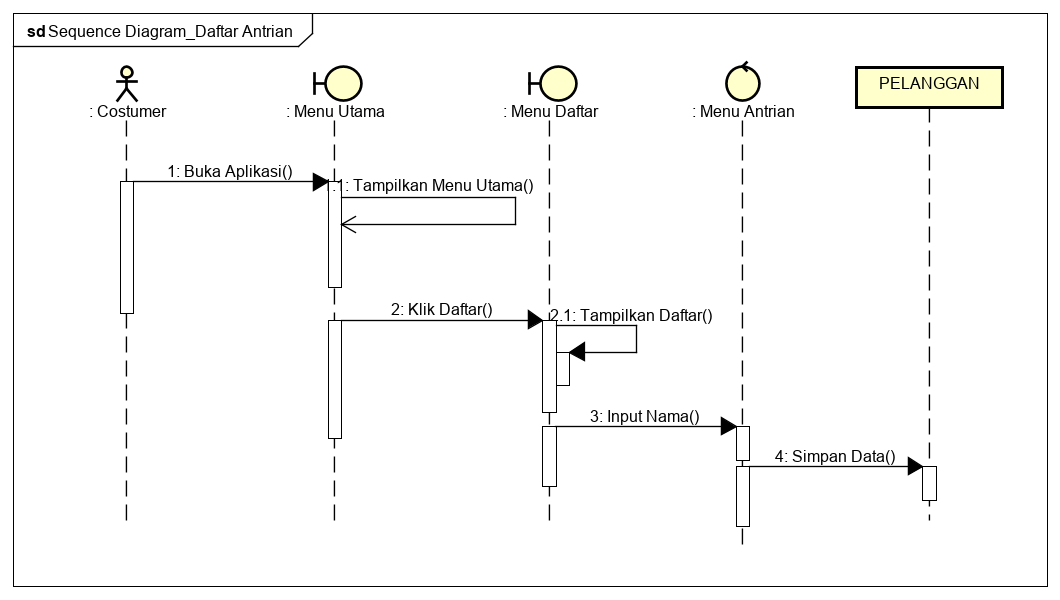 sd Sequence Diagram_Daftar Antrian
: Costumer
: Menu Utama
: Menu Daftar
: Menu Antrian
PELANGGAN
1: Buka Aplikasi()
1.1: Tampilkan Menu Utama()
2: Klik Daftar()
2.1: Tampilkan Daftar()
3: Input Nama()
4: Simpan Data()